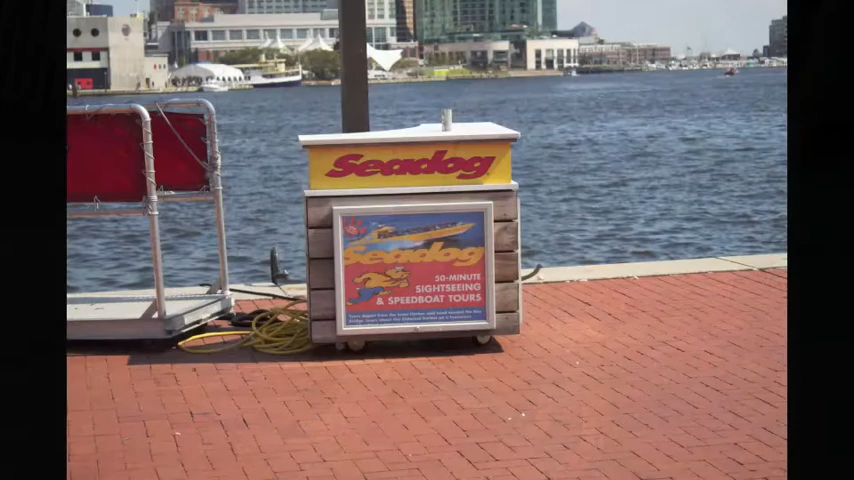 Seadog
Seadog
50-MINUTE
SIGHTSEEING
& SPEEDBOAT TOURS